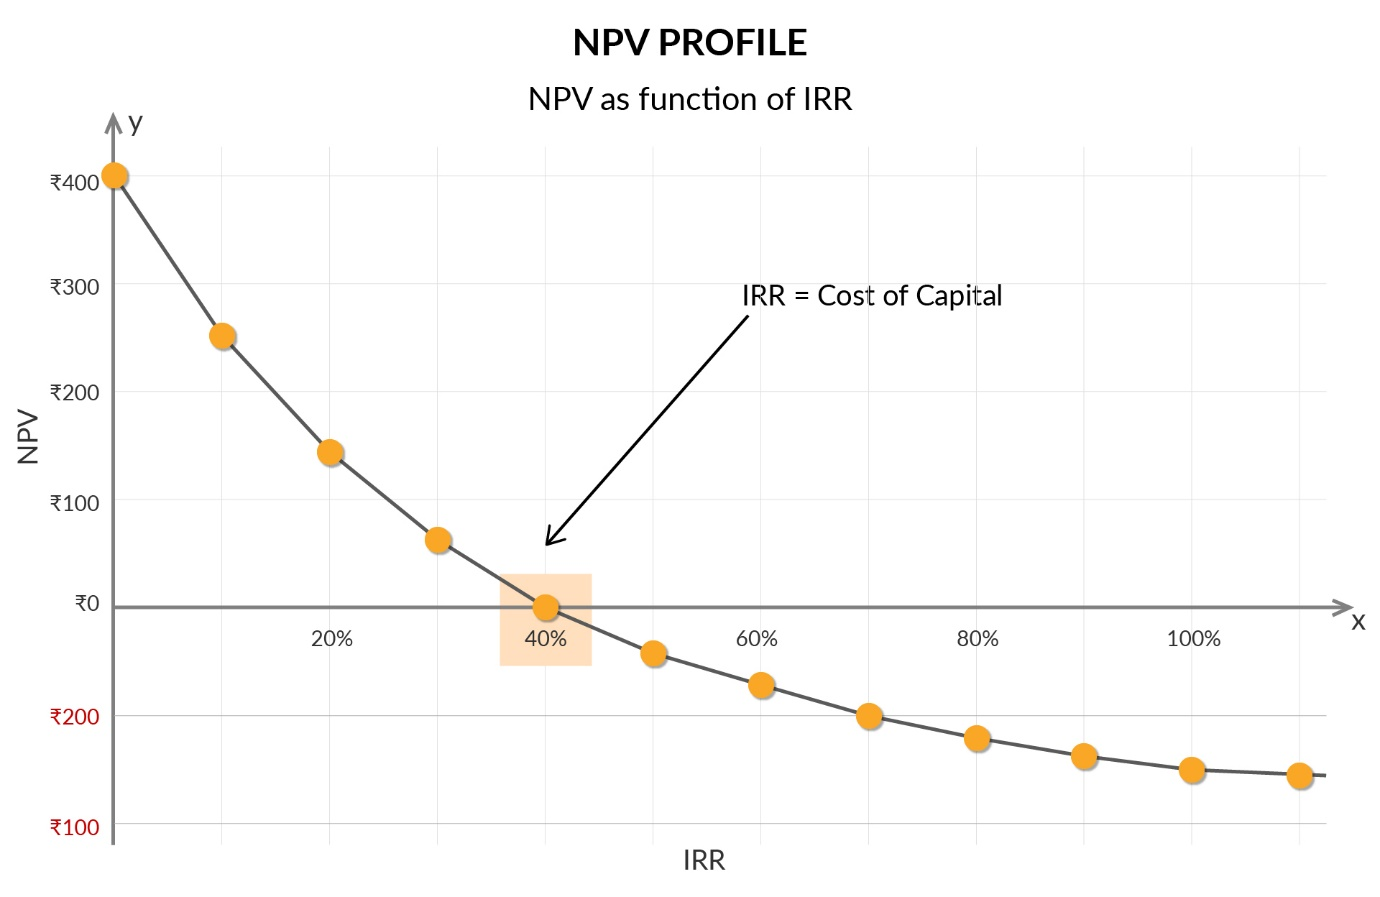 NPV PROFILE
NPV as function of IRR
y
₹400
₹300
IRR = Cost of Capital
₹200
NPV
₹100
₹0
x
20%
40%
60%
80%
100%
₹200
₹100
IRR